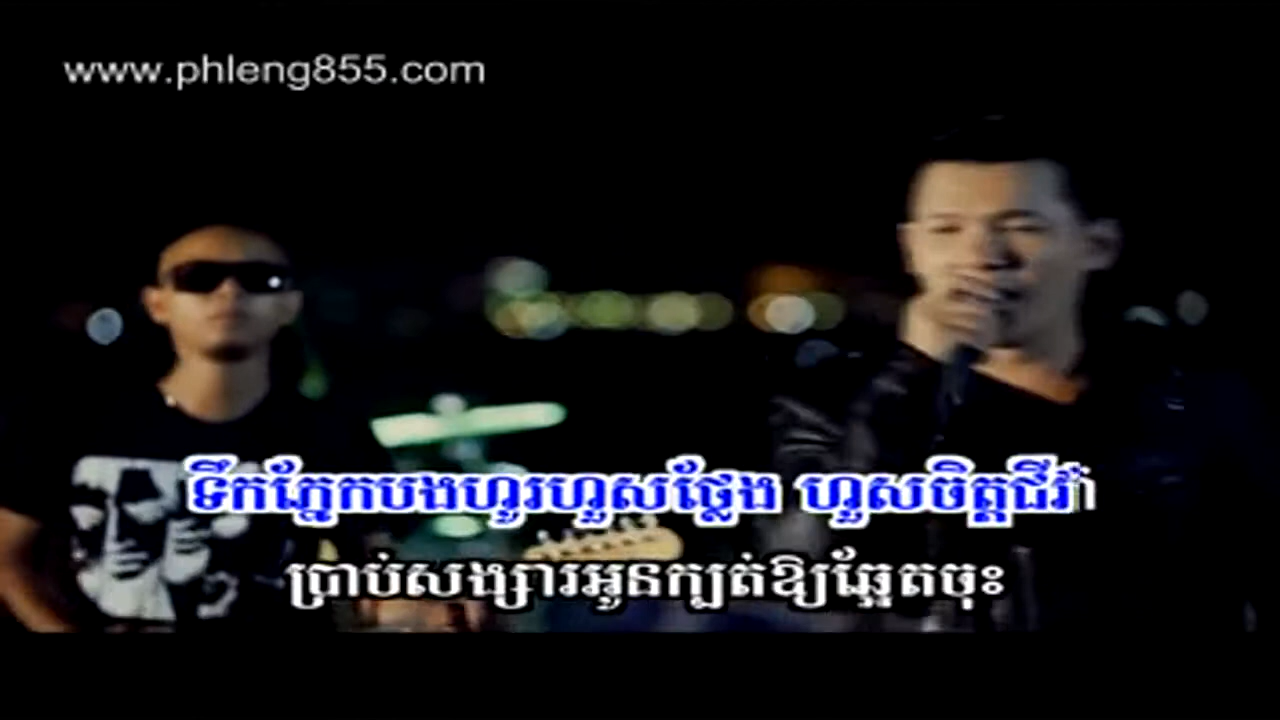 www.phleng855.com
ទឹកភ្នែកបងហូរហួសថ្លែង ហួសចិត្តជីវ៉ា
ប្រាប់សង្សារអូនក្បត់ឱ្យឆ្អែតចុះ